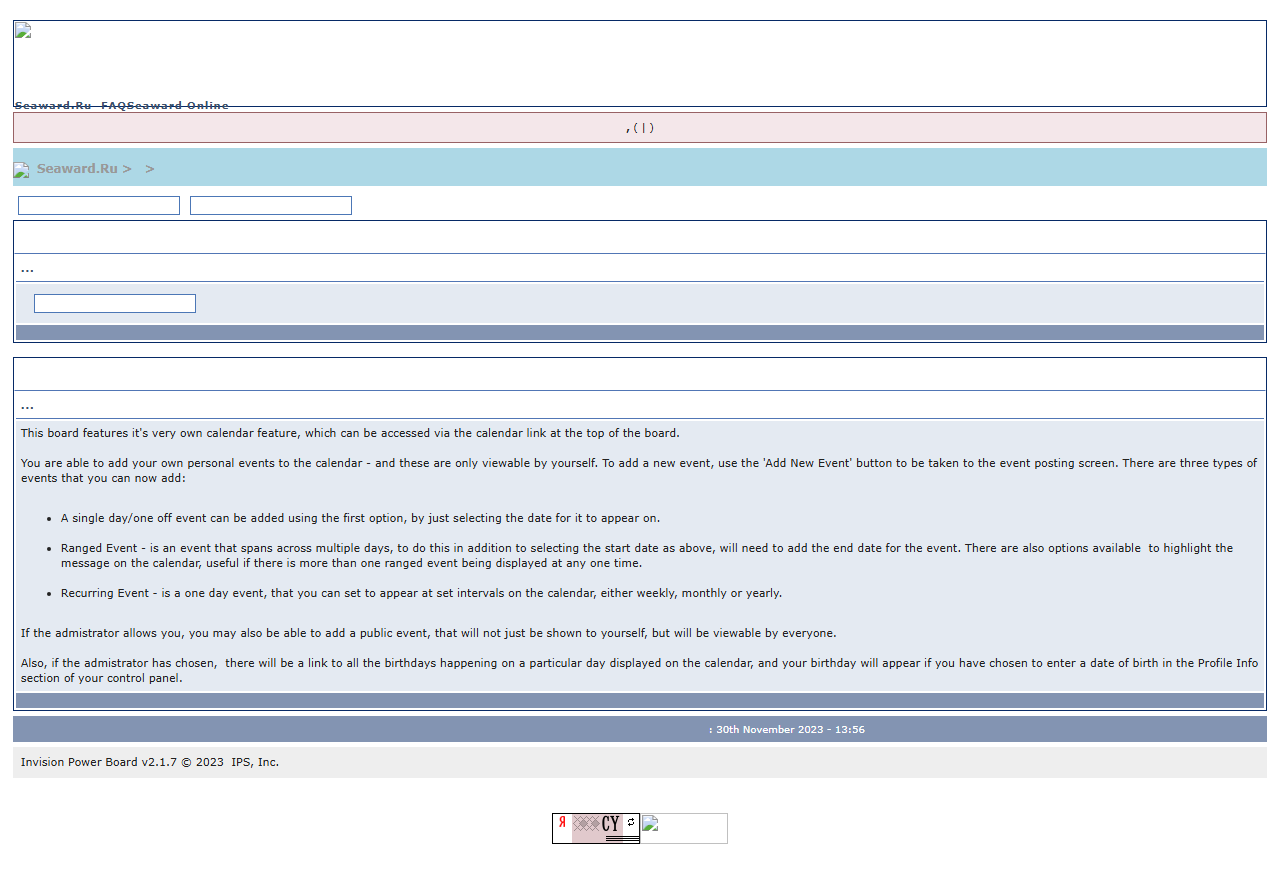 Seaward.Ru FAQSeaward Online
,(|)
Seaward.Ru > >
...
...
This board features it's very own calendar feature, which can be accessed via the calendar link at the top of the board.
You are able to add your own personal events to the calendar - and these are only viewable by yourself. To add a new event, use the 'Add New Event' button to be taken to the event posting screen. There are three types of
events that you can now add:
• A single day/one off event can be added using the first option, by just selecting the date for it to appear on.
• Ranged Event - is an event that spans across multiple days, to do this in addition to selecting the start date as above, will need to add the end date for the event. There are also options available to highlight the
message on the calendar, useful if there is more than one ranged event being displayed at any one time.
• Recurring Event - is a one day event, that you can set to appear at set intervals on the calendar, either weekly, monthly or yearly.
If the admistrator allows you, you may also be able to add a public event, that will not just be shown to yourself, but will be viewable by everyone.
Also, if the admistrator has chosen, there will be a link to all the birthdays happening on a particular day displayed on the calendar, and your birthday will appear if you have chosen to enter a date of birth in the Profile Info
section of your control panel.
: 30th November 2023 - 13:56
Invision Power Board v2.1.7 © 2023 IPS, Inc.
Я CY